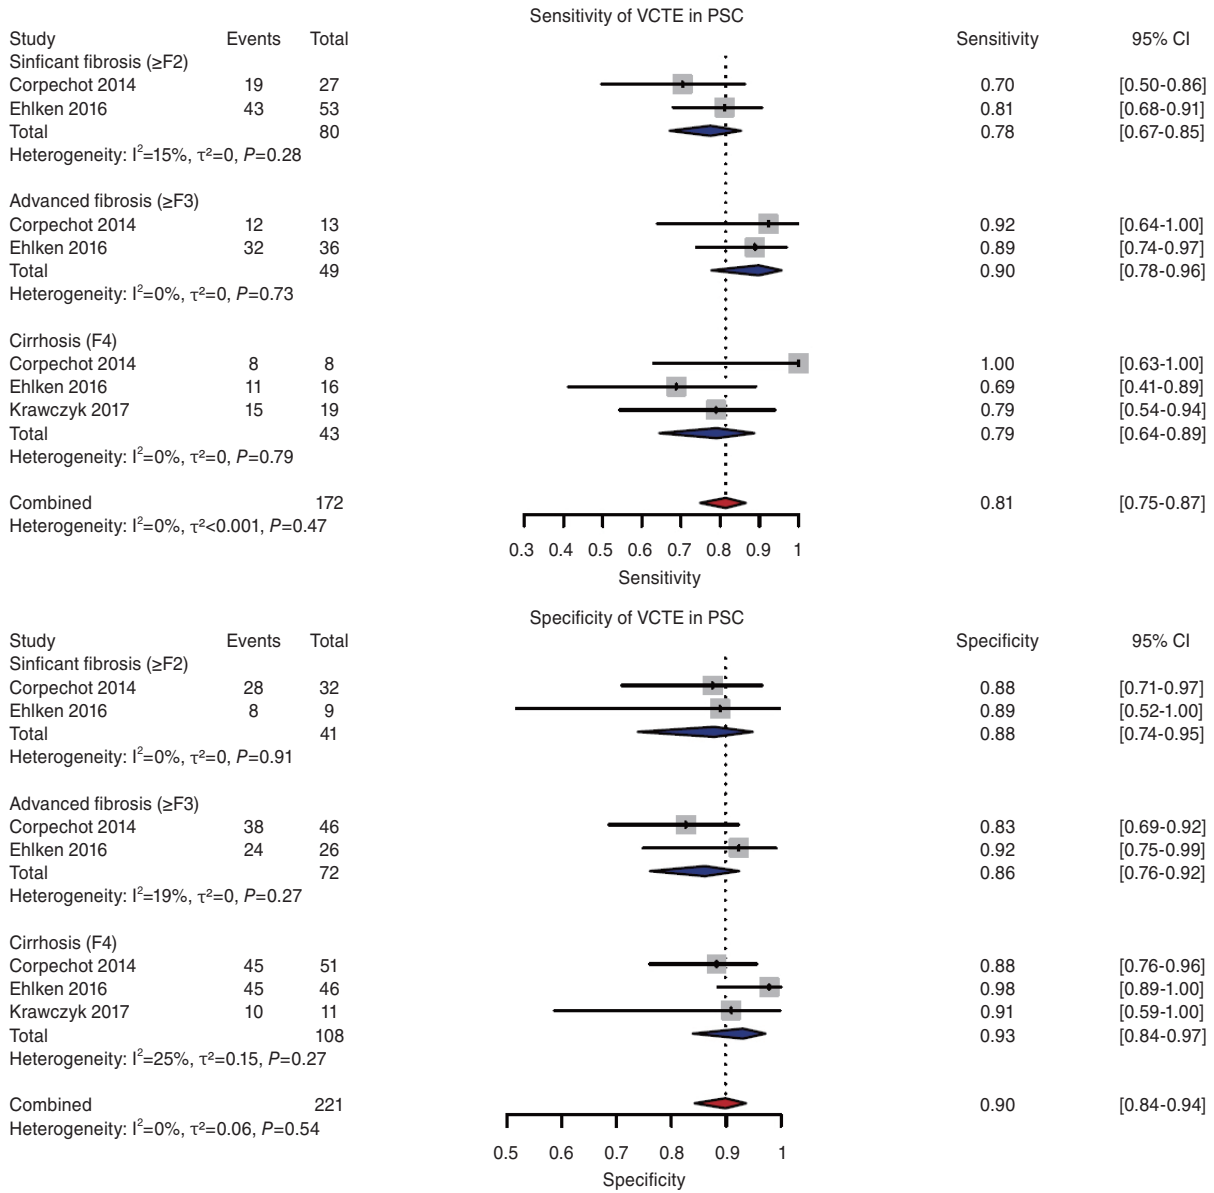 Sensitivity of VCTE in PSC
Study Events Total Sensitivity 95% CI
Sinficant fibrosis (≥F2)
Corpechot 2014 19 27 0.70 [0.50-0.86]
Ehlken 2016 43 53 0.81 [0.68-0.91]
Total 80 0.78 [0.67-0.85]
Heterogeneity: I²=15%, τ²=0, P=0.28
Advanced fibrosis (≥F3)
Corpechot 2014 12 13 0.92 [0.64-1.00]
Ehlken 2016 32 36 0.89 [0.74-0.97]
Total 49 0.90 [0.78-0.96]
Heterogeneity: I²=0%, τ²=0, P=0.73
Cirrhosis (F4)
Corpechot 2014 8 8 1.00 [0.63-1.00]
Ehlken 2016 11 16 0.69 [0.41-0.89]
Krawczyk 2017 15 19 0.79 [0.54-0.94]
Total 43 0.79 [0.64-0.89]
Heterogeneity: I²=0%, τ²=0, P=0.79
Combined 172 0.81 [0.75-0.87]
Heterogeneity: I²=0%, τ²<0.001, P=0.47
0.3 0.4 0.5 0.6 0.7 0.8 0.9 1
Sensitivity
Specificity of VCTE in PSC
Study Events Total Specificity 95% CI
Sinficant fibrosis (≥F2)
Corpechot 2014 28 32 0.88 [0.71-0.97]
Ehlken 2016 8 9 0.89 [0.52-1.00]
Total 41 0.88 [0.74-0.95]
Heterogeneity: I²=0%, τ²=0, P=0.91
Advanced fibrosis (≥F3)
Corpechot 2014 38 46 0.83 [0.69-0.92]
Ehlken 2016 24 26 0.92 [0.75-0.99]
Total 72 0.86 [0.76-0.92]
Heterogeneity: I²=19%, τ²=0, P=0.27
Cirrhosis (F4)
Corpechot 2014 45 51 0.88 [0.76-0.96]
Ehlken 2016 45 46 0.98 [0.89-1.00]
Krawczyk 2017 10 11 0.91 [0.59-1.00]
Total 108 0.93 [0.84-0.97]
Heterogeneity: I²=25%, τ²=0.15, P=0.27
Combined 221 0.90 [0.84-0.94]
Heterogeneity: I²=0%, τ²=0.06, P=0.54
0.5 0.6 0.7 0.8 0.9 1
Specificity